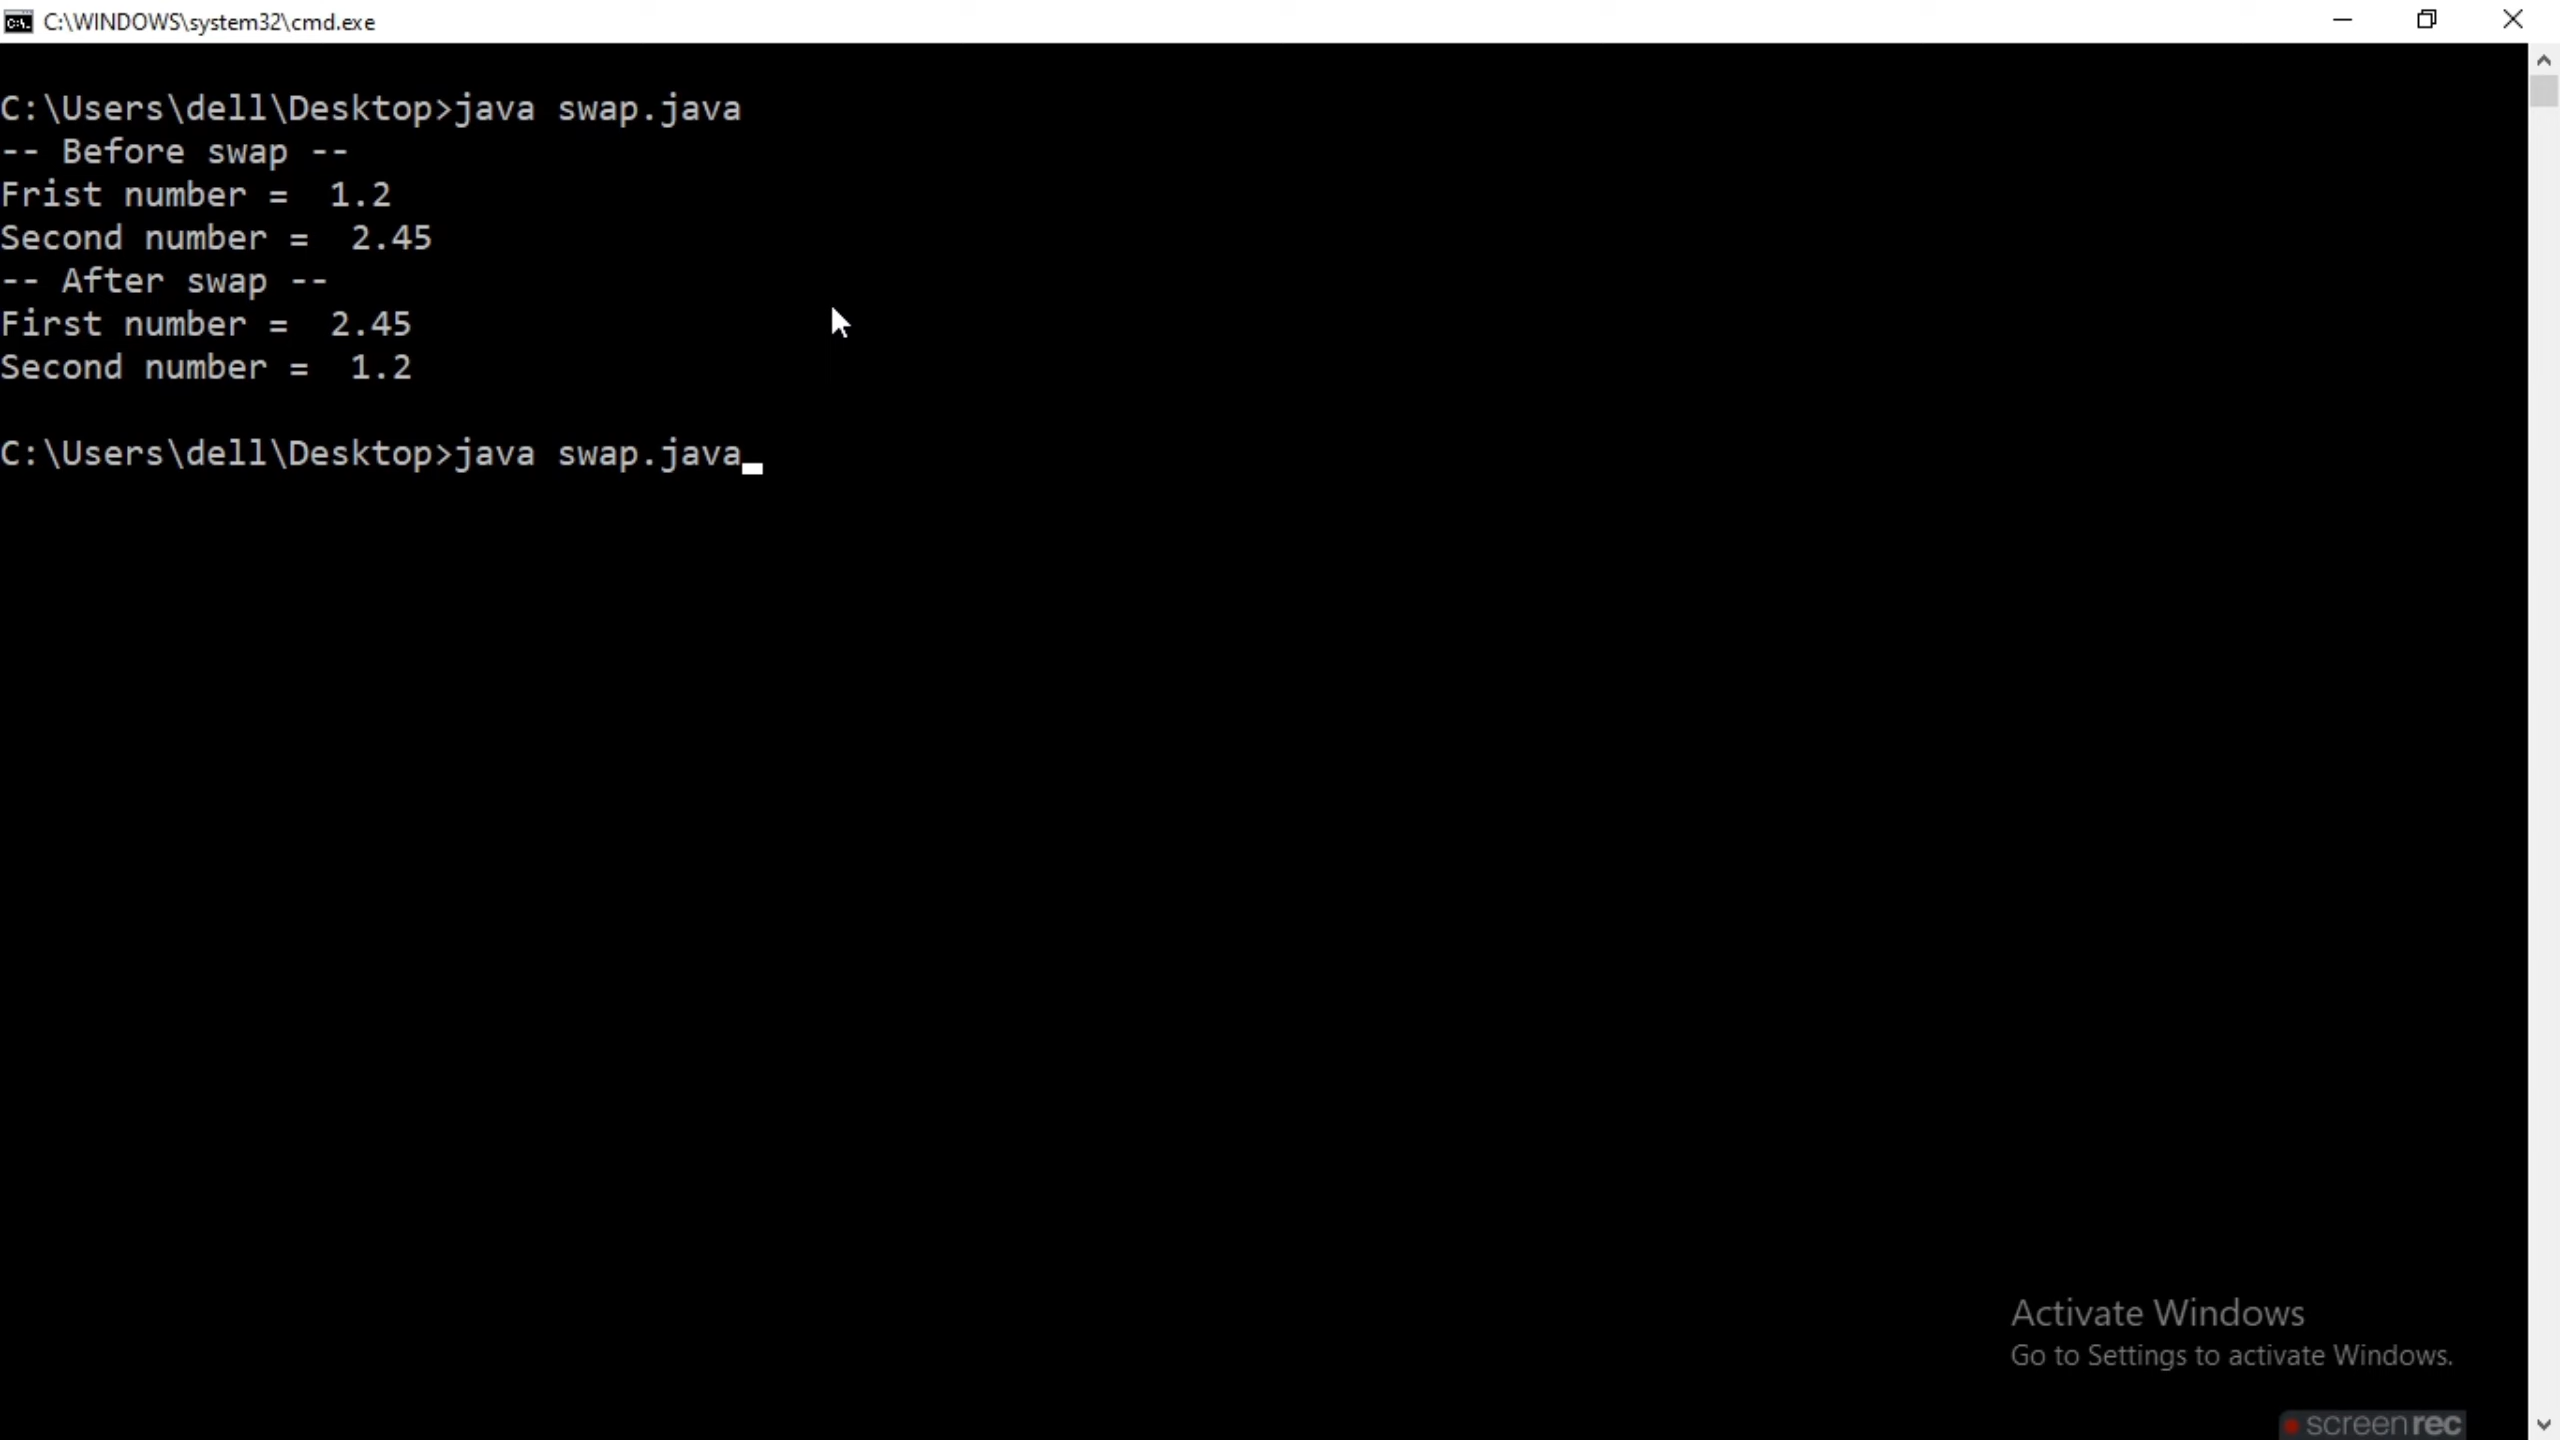 C:\WINDOWS\system32\cmd.exe
C:\Users\dell\Desktop>java swap.java
-- Before swap --
Frist number =  1.2
Second number =  2.45
-- After swap --
First number =  2.45
Second number =  1.2
C:\Users\dell\Desktop>java swap.java
Activate Windows
Go to Settings to activate Windows.
screenrec